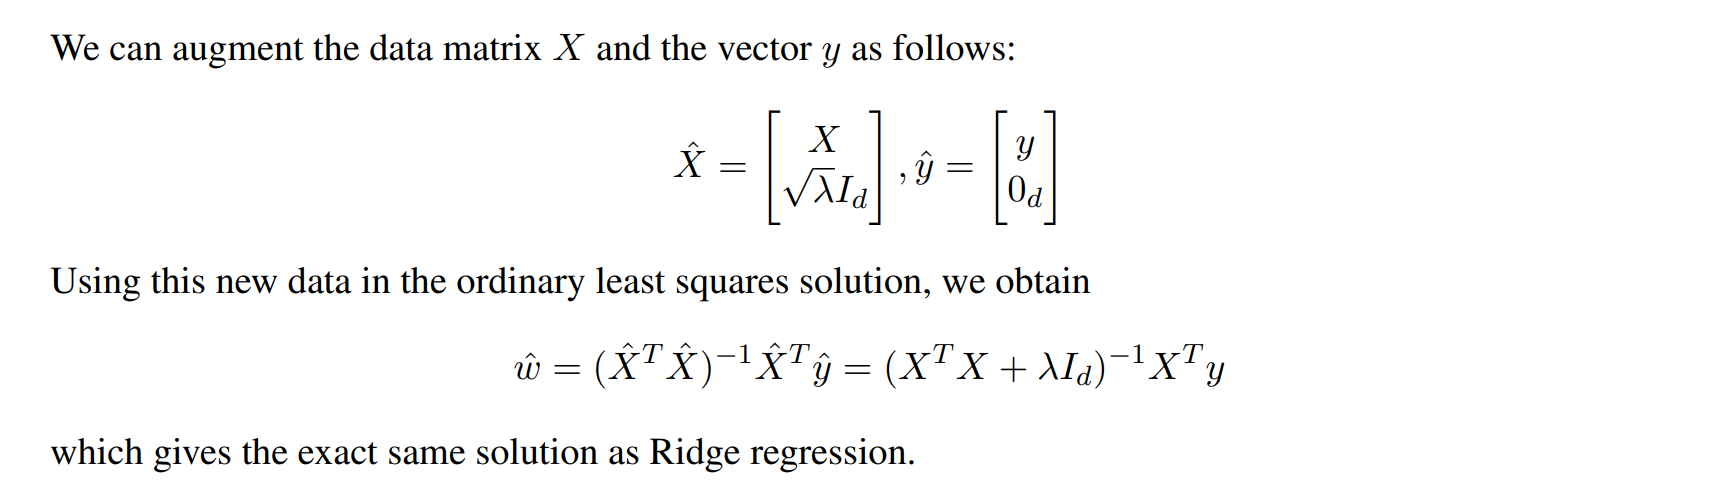 We can augment the data matrix X and the vector y as follows:
X̂ = [ X ; √λI_d ], ŷ = [ y ; 0_d ]
Using this new data in the ordinary least squares solution, we obtain
ŵ = (X̂^T X̂)^{-1} X̂^T ŷ = (X^T X + λI_d)^{-1} X^T y
which gives the exact same solution as Ridge regression.